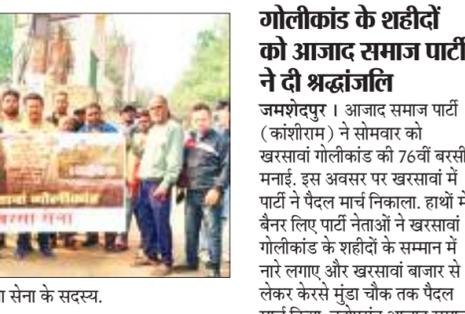 गोलीकांड
सेना
ा सेना के सदस्य.
गोलीकांड के शहीदों
को आजाद समाज पार्टी
ने दी श्रद्धांजलि
जमशेदपुर। आजाद समाज पार्टी
(कांशीराम) ने सोमवार को
खरसावां गोलीकांड की 76वीं बरसी
मनाई. इस अवसर पर खरसावां में
पार्टी ने पैदल मार्च निकाला. हाथों में
बैनर लिए पार्टी नेताओं ने खरसावां
गोलीकांड के शहीदों के सम्मान में
नारे लगाए और खरसावां बाजार से
लेकर केरसे मुंडा चौक तक पैदल